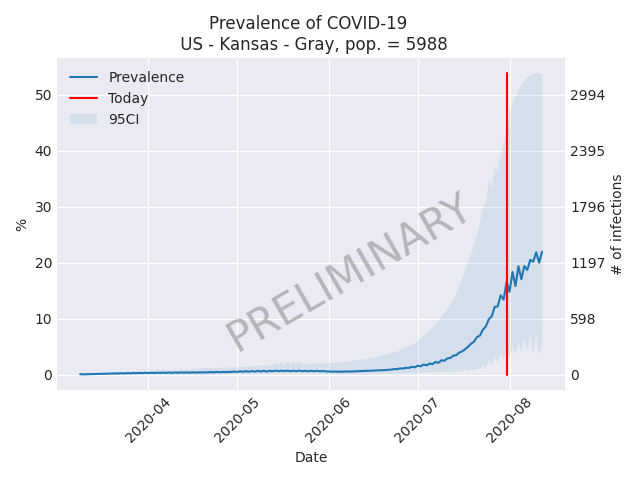 Prevalence of COVID-19
US - Kansas - Gray, pop. = 5988
Prevalence
Today
95CI
PRELIMINARY
%
50
40
30
20
10
0
2994
2395
1796
1197
598
0
# of infections
2020-04
2020-05
2020-06
2020-07
2020-08
Date